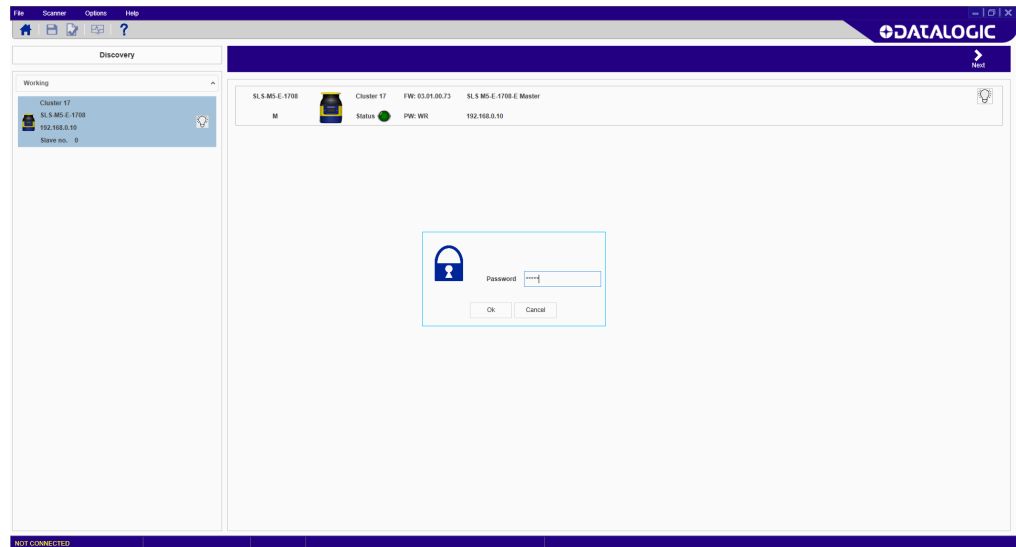 File Scanner Options Help
?
DATALOGIC
Discovery
Next
Working
Cluster 17
SLS-M5-E-1708
192.168.0.10
Slave no. 0
SLS-M5-E-1708 Cluster 17 FW: 03.01.00.73 SLS M5-E-1708-E Master
M Status PW: WR 192.168.0.10
Password
Ok Cancel
NOT CONNECTED